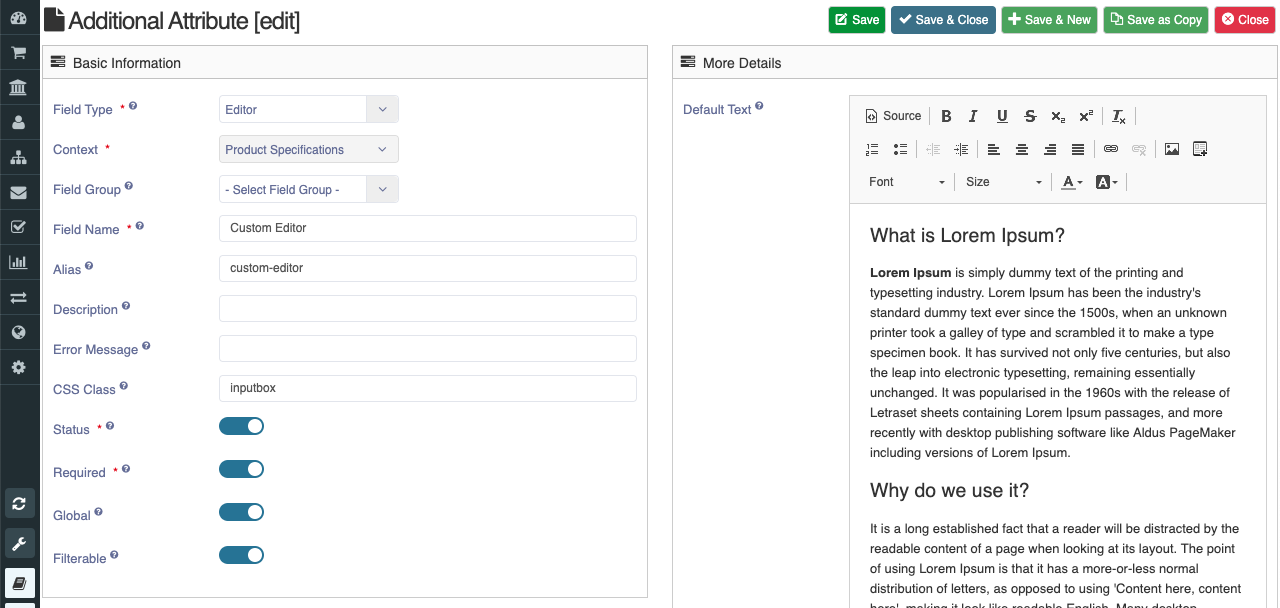 Additional Attribute [edit]
Save
Save & Close
Save & New
Save as Copy
Close
Basic Information
Field Type *
Editor
Context *
Product Specifications
Field Group
- Select Field Group -
Field Name *
Custom Editor
Alias
custom-editor
Description
Error Message
CSS Class
inputbox
Status *
Required *
Global
Filterable
More Details
Default Text
Source
Font
Size
What is Lorem Ipsum?
Lorem Ipsum is simply dummy text of the printing and
typesetting industry. Lorem Ipsum has been the industry's
standard dummy text ever since the 1500s, when an unknown
printer took a galley of type and scrambled it to make a type
specimen book. It has survived not only five centuries, but also
the leap into electronic typesetting, remaining essentially
unchanged. It was popularised in the 1960s with the release of
Letraset sheets containing Lorem Ipsum passages, and more
recently with desktop publishing software like Aldus PageMaker
including versions of Lorem Ipsum.
Why do we use it?
It is a long established fact that a reader will be distracted by the
readable content of a page when looking at its layout. The point
of using Lorem Ipsum is that it has a more-or-less normal
distribution of letters, as opposed to using 'Content here, content
here', making it look like readable English. Many desktop